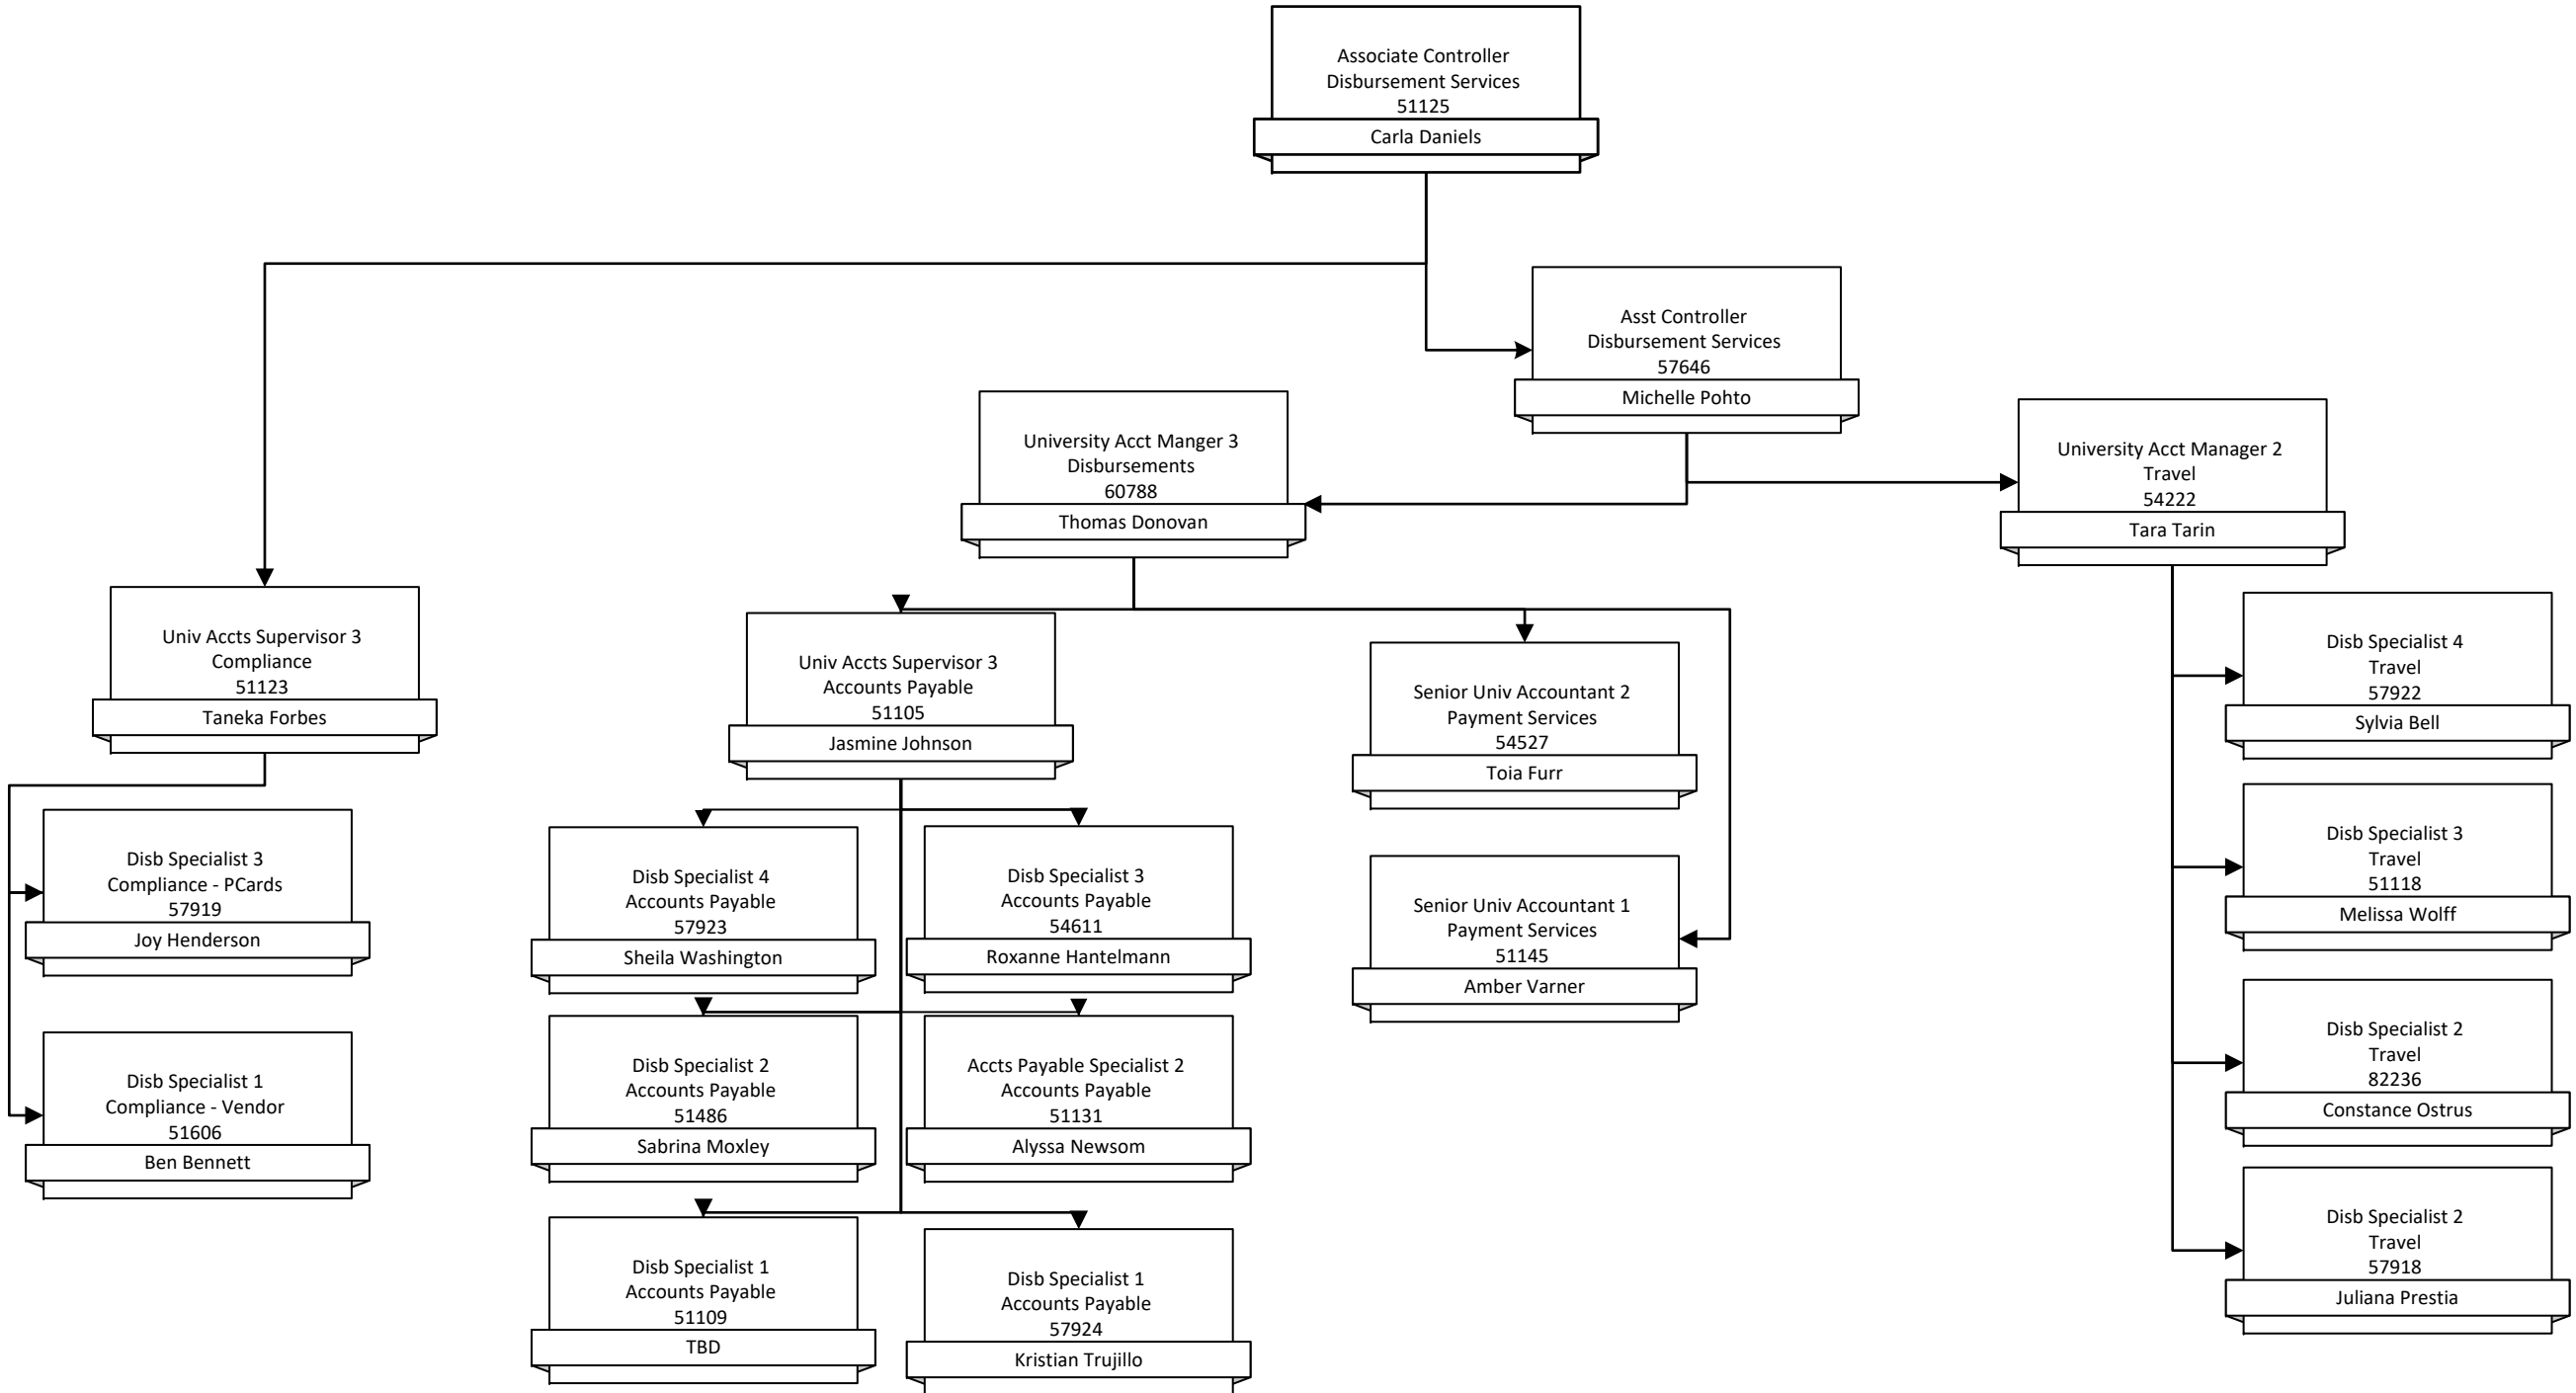 Associate Controller
Disbursement Services
51125
Carla Daniels
Asst Controller
Disbursement Services
57646
Michelle Pohto
University Acct Manger 3
Disbursements
60788
Thomas Donovan
University Acct Manager 2
Travel
54222
Tara Tarin
Univ Accts Supervisor 3
Compliance
51123
Taneka Forbes
Univ Accts Supervisor 3
Accounts Payable
51105
Jasmine Johnson
Senior Univ Accountant 2
Payment Services
54527
Toia Furr
Disb Specialist 4
Travel
57922
Sylvia Bell
Disb Specialist 3
Compliance - PCards
57919
Joy Henderson
Disb Specialist 4
Accounts Payable
57923
Sheila Washington
Disb Specialist 3
Accounts Payable
54611
Roxanne Hantelmann
Senior Univ Accountant 1
Payment Services
51145
Amber Varner
Disb Specialist 3
Travel
51118
Melissa Wolff
Disb Specialist 1
Compliance - Vendor
51606
Ben Bennett
Disb Specialist 2
Accounts Payable
51486
Sabrina Moxley
Accts Payable Specialist 2
Accounts Payable
51131
Alyssa Newsom
Disb Specialist 2
Travel
82236
Constance Ostrus
Disb Specialist 1
Accounts Payable
51109
TBD
Disb Specialist 1
Accounts Payable
57924
Kristian Trujillo
Disb Specialist 2
Travel
57918
Juliana Prestia